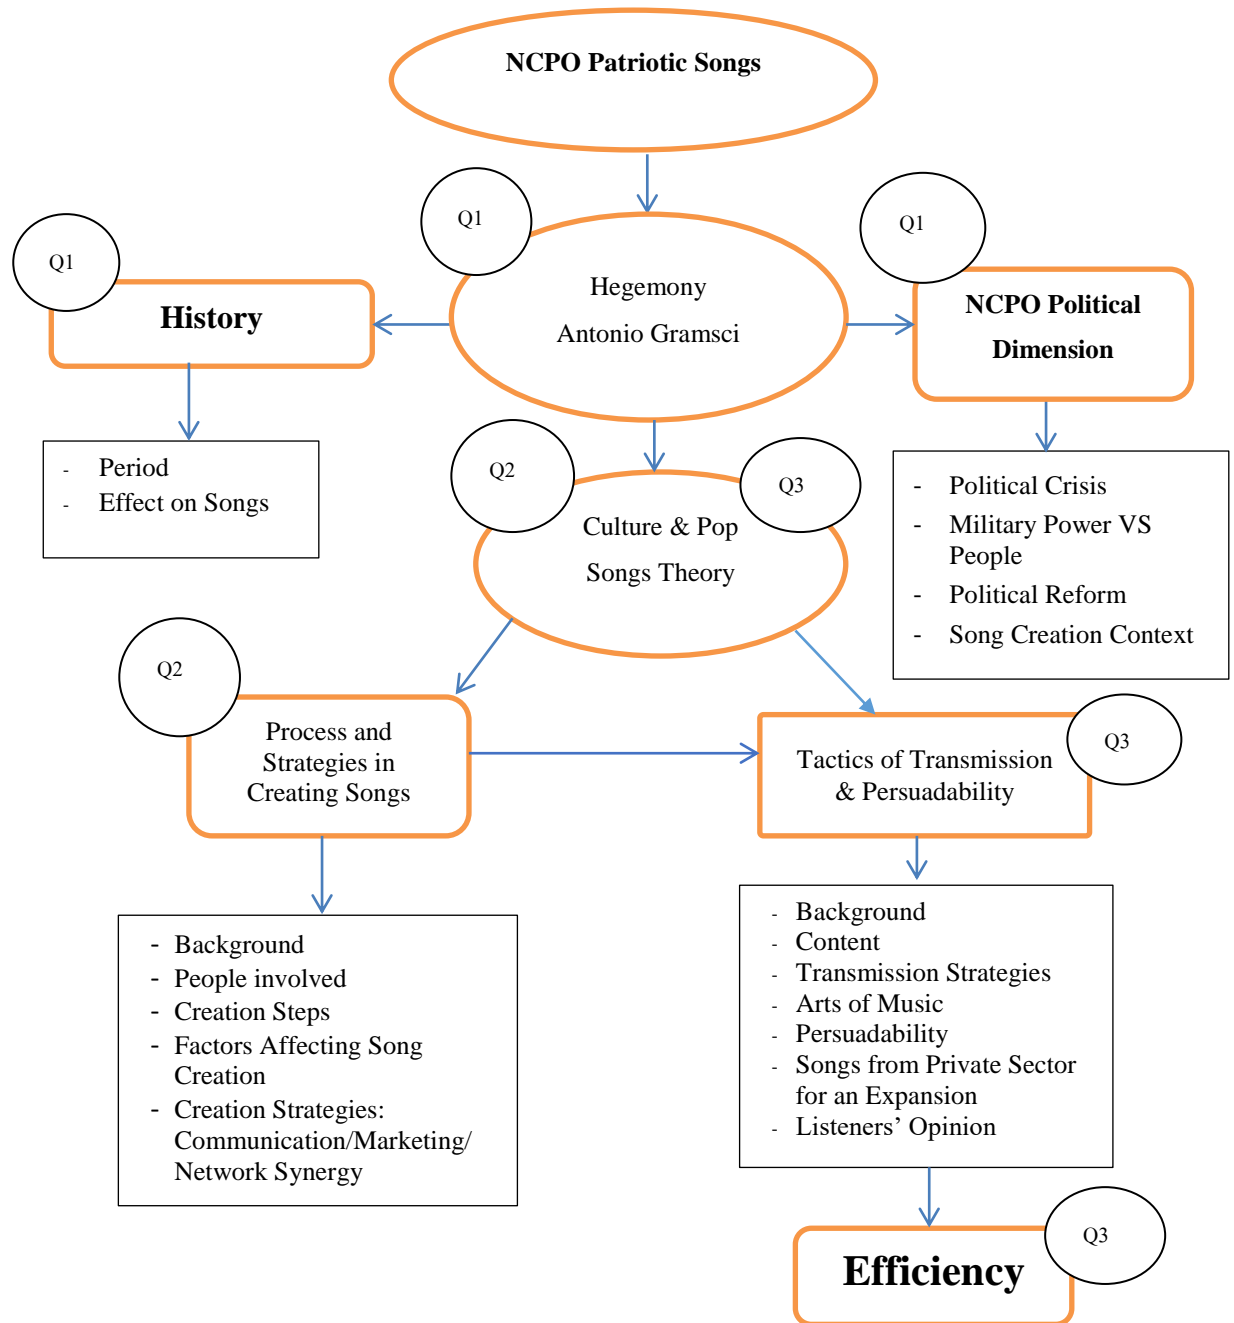 NCPO Patriotic Songs
Q1
Q1
Q1
Hegemony
Antonio Gramsci
History
NCPO Political
Dimension
- Period
- Effect on Songs
Q2
Q3
Culture & Pop
Songs Theory
- Political Crisis
- Military Power VS
People
- Political Reform
- Song Creation Context
Q2
Process and
Strategies in
Creating Songs
Q3
Tactics of Transmission
& Persuadability
- Background
- People involved
- Creation Steps
- Factors Affecting Song
Creation
- Creation Strategies:
Communication/Marketing/
Network Synergy
- Background
- Content
- Transmission Strategies
- Arts of Music
- Persuadability
- Songs from Private Sector
for an Expansion
- Listeners’ Opinion
Q3
Efficiency